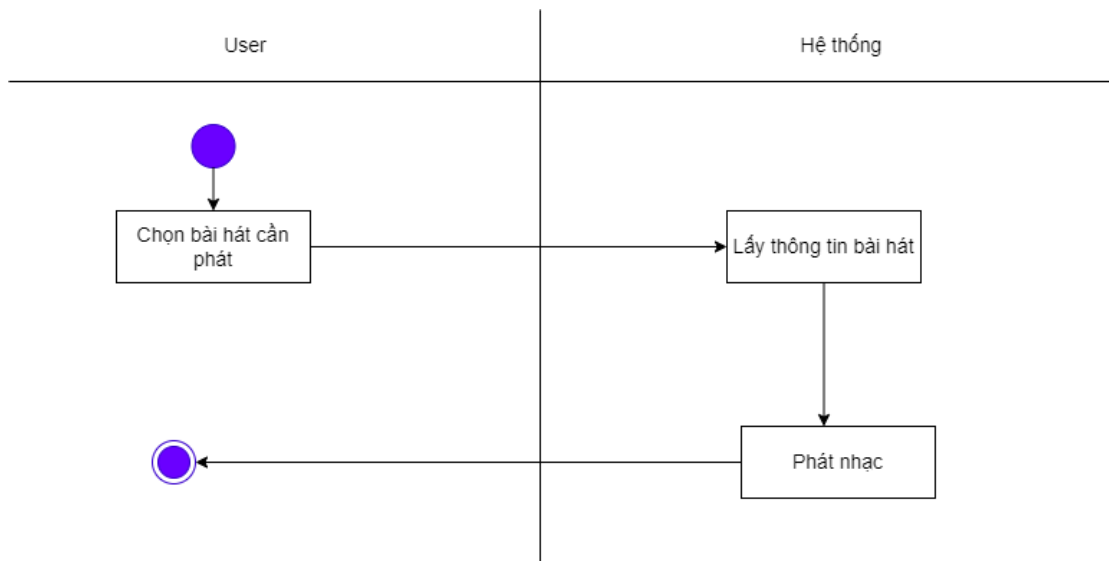 User
Hệ thống
Chọn bài hát cần
phát
Lấy thông tin bài hát
Phát nhạc